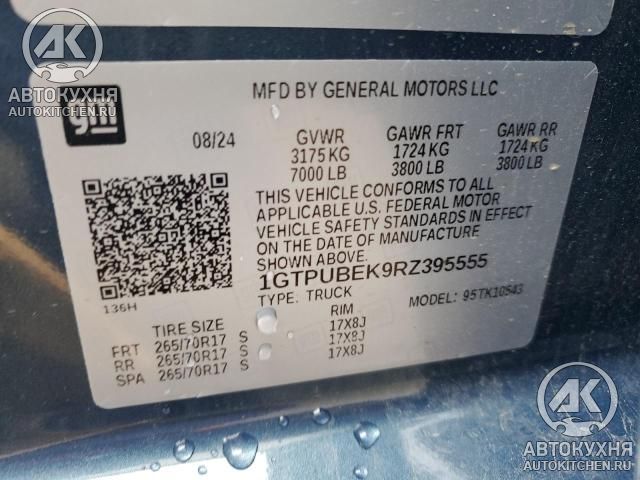 АВТОКУХНЯ
AUTOKITCHEN.RU
gm
MFD BY GENERAL MOTORS LLC
08/24
GVWR GAWR FRT GAWR RR
3175 KG 1724 KG 1724 KG
7000 LB 3800 LB 3800 LB
THIS VEHICLE CONFORMS TO ALL
APPLICABLE U.S. FEDERAL MOTOR
VEHICLE SAFETY STANDARDS IN EFFECT
ON THE DATE OF MANUFACTURE
1GTPUBEK9RZ395555
TYPE: TRUCK MODEL: 95TK10543
136H
TIRE SIZE RIM
FRT 265/70R17 S 17X8J
RR 265/70R17 S 17X8J
SPA 265/70R17 S 17X8J
АВТОКУХНЯ
AUTOKITCHEN.RU